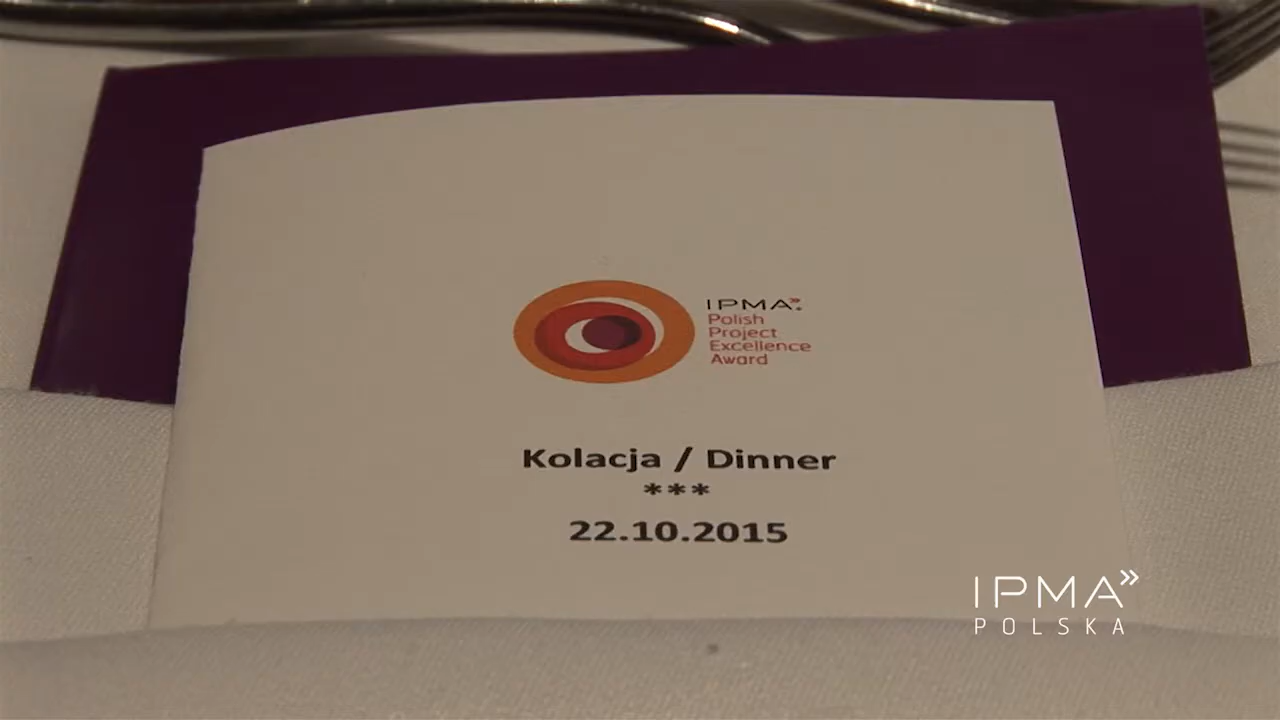 IPMA»
Polish
Project
Excellence
Award
Kolacja / Dinner
***
22.10.2015
IPMA»
POLSKA